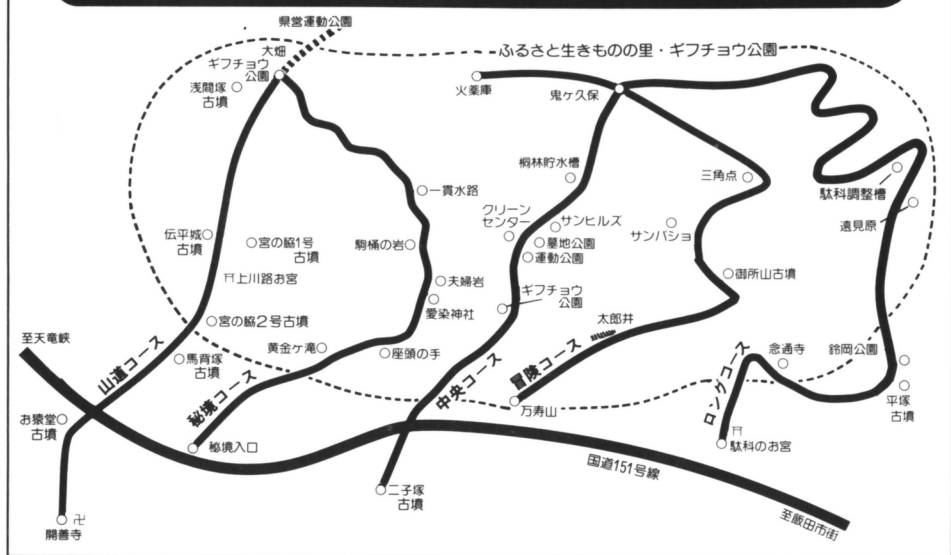 県営運動公園
ふるさと生きものの里・ギフチョウ公園
大畑
ギフチョウ
公園
浅間塚
古墳
火薬庫
鬼ヶ久保
桐林貯水槽
三角点
駄科調整槽
遠見原
一貫水路
クリーン
センター
サンヒルズ
墓地公園
運動公園
サンバショ
伝平城
古墳
宮の脇1号
古墳
上川路お宮
駒桶の岩
夫婦岩
愛染神社
ギフチョウ
公園
御所山古墳
太郎井
宮の脇2号古墳
黄金ヶ滝
座頭の手
馬背塚
古墳
至天竜峡
山道コース
秘境コース
中央コース
冒険コース
ロングコース
念通寺
鈴岡公園
平塚
古墳
お猿堂
古墳
秘境入口
万寿山
駄科のお宮
国道151号線
二子塚
古墳
卍
開善寺
至飯田市街